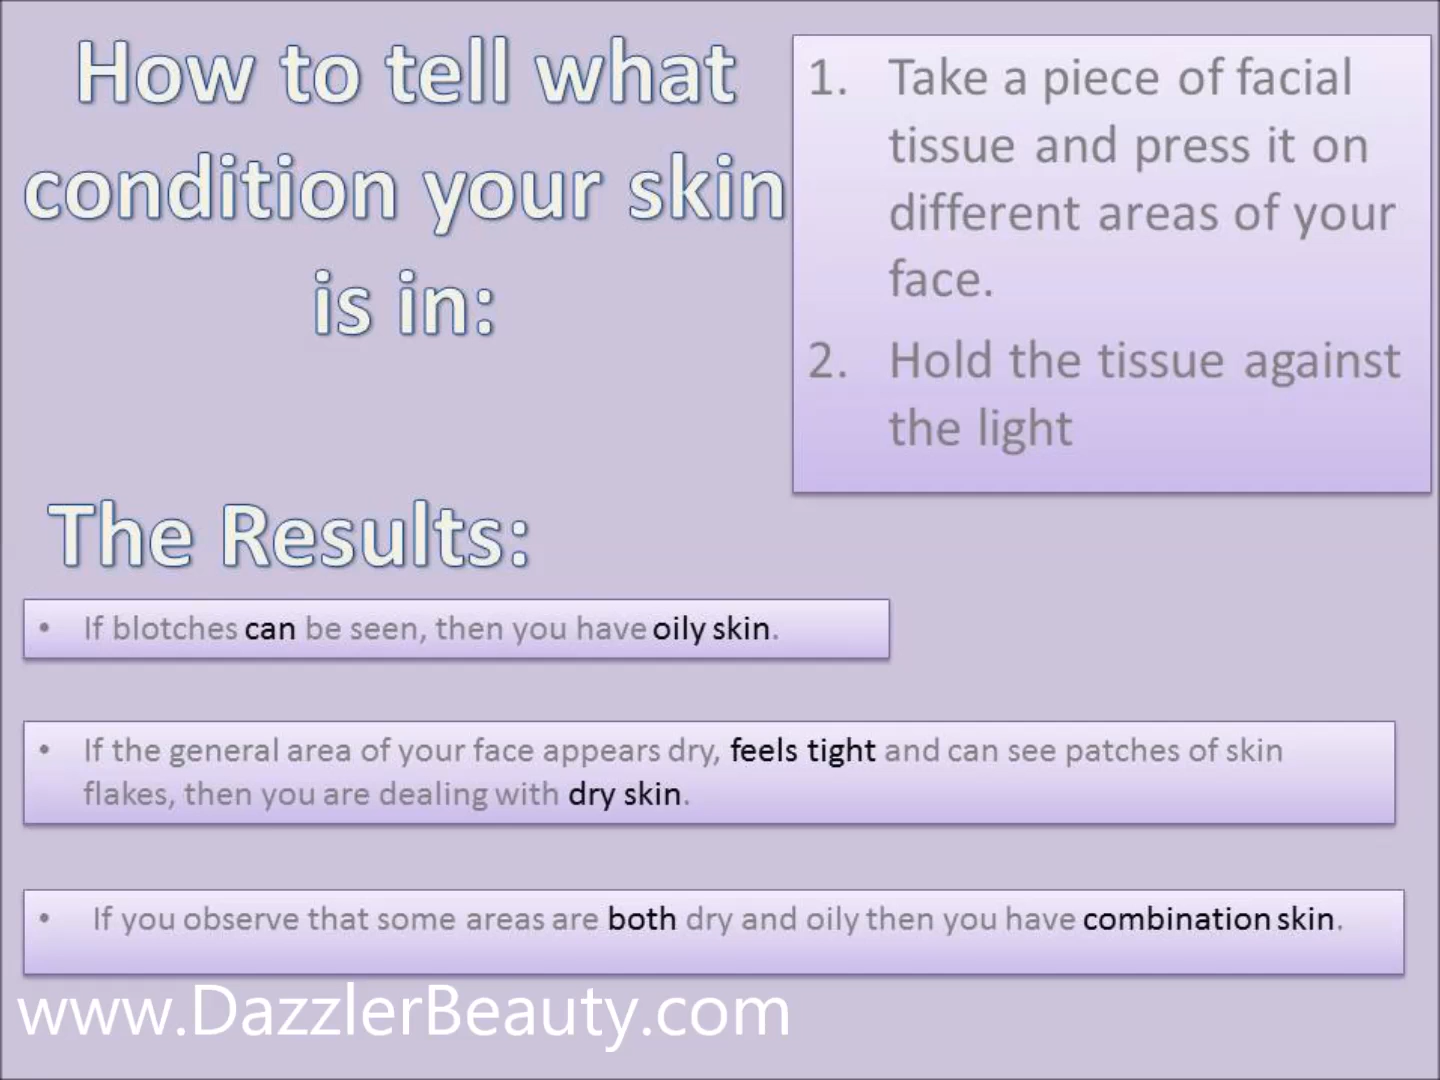 How to tell what
condition your skin
is in:
1. Take a piece of facial
tissue and press it on
different areas of your
face.
2. Hold the tissue against
the light
The Results:
• If blotches can be seen, then you have oily skin.
• If the general area of your face appears dry, feels tight and can see patches of skin
flakes, then you are dealing with dry skin.
• If you observe that some areas are both dry and oily then you have combination skin.
www.DazzlerBeauty.com